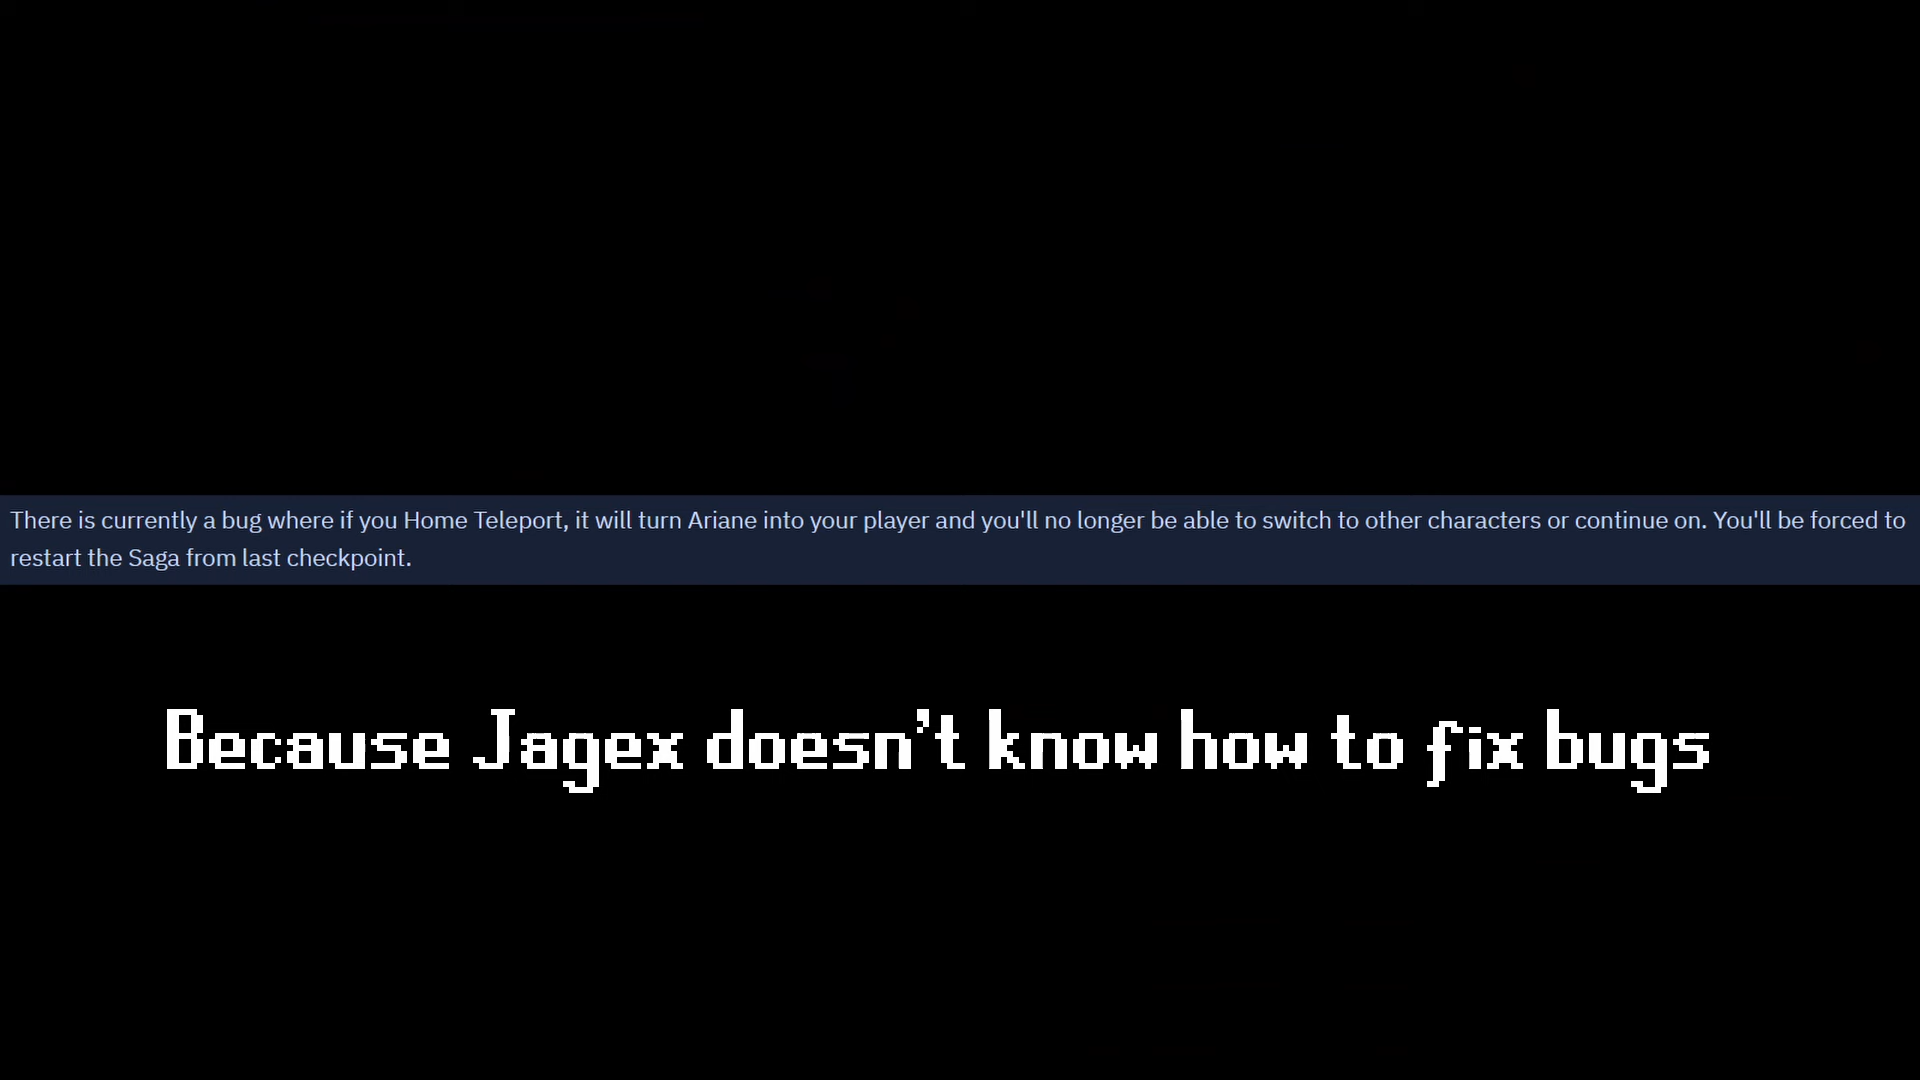 There is currently a bug where if you Home Teleport, it will turn Ariane into your player and you'll no longer be able to switch to other characters or continue on. You'll be forced to
restart the Saga from last checkpoint.
Because Jagex doesn't know how to fix bugs